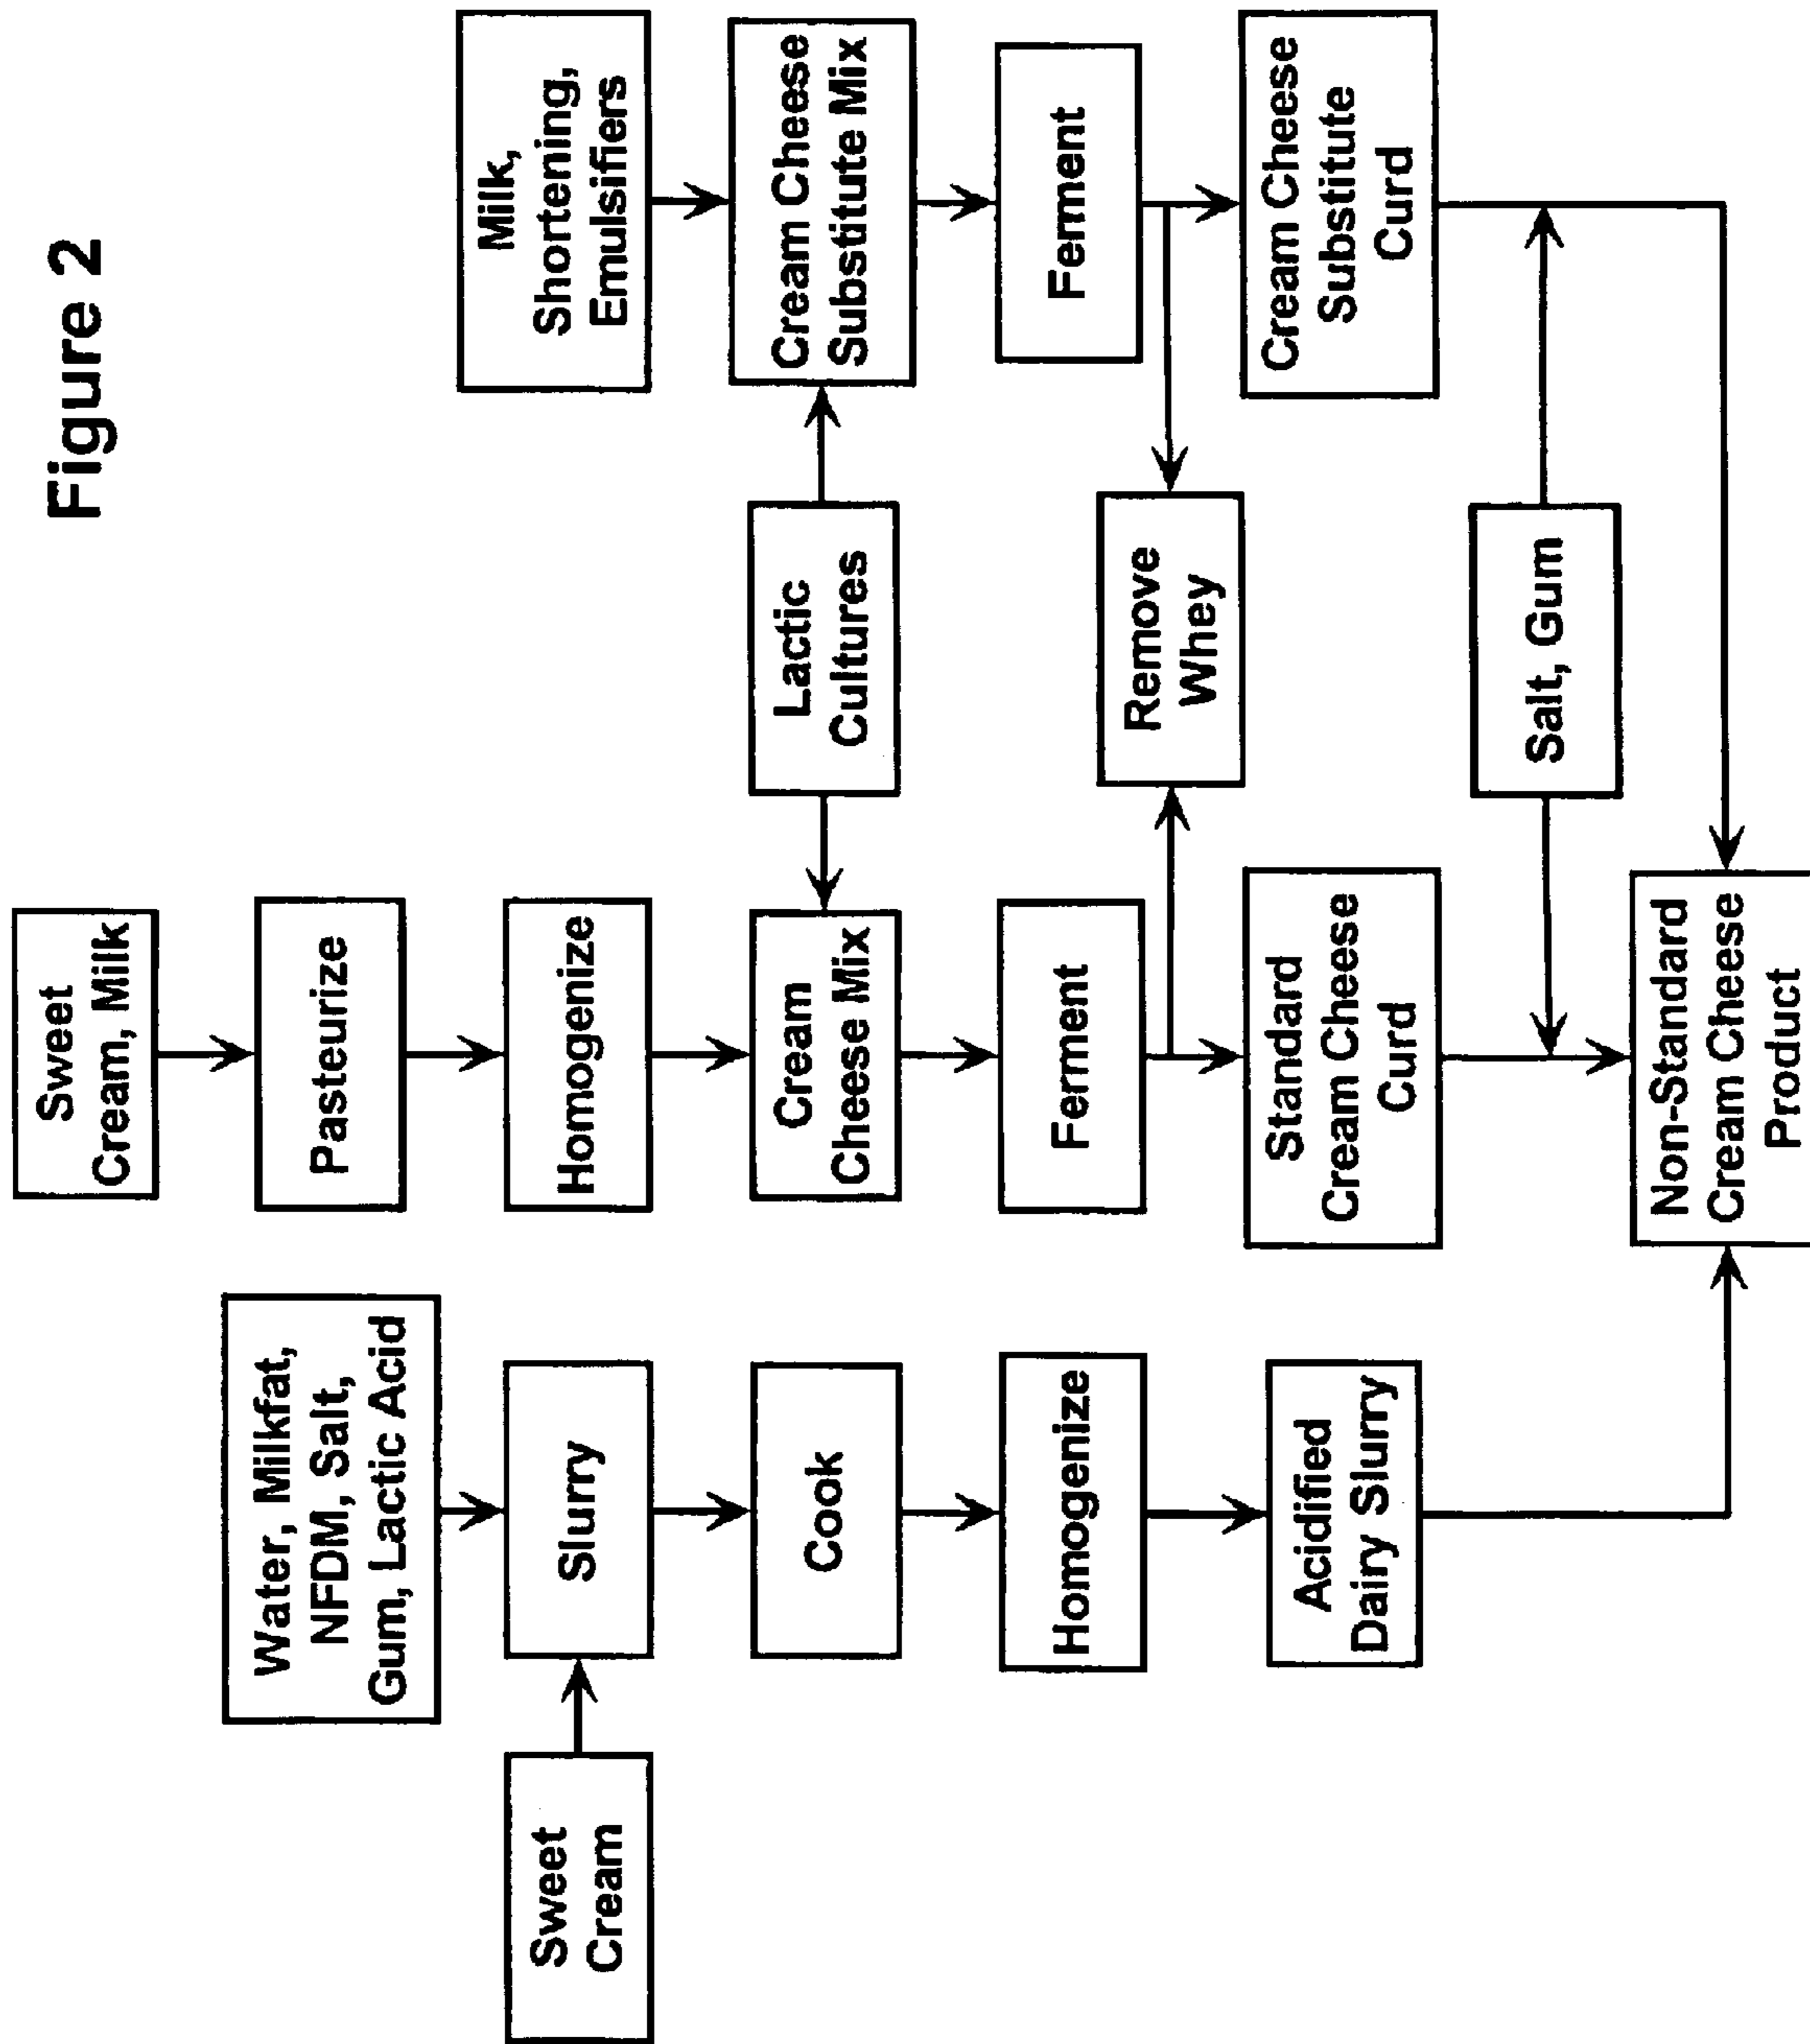 Figure 2
Sweet
Cream, Milk
Pasteurize
Homogenize
Cream
Cheese Mix
Ferment
Standard
Cream Cheese
Curd
Non-Standard
Cream Cheese
Product
Water, Milkfat,
NFDM, Salt,
Gum, Lactic Acid
Sweet
Cream
Slurry
Cook
Homogenize
Acidified
Dairy Slurry
Lactic
Cultures
Remove
Whey
Salt, Gum
Milk,
Shortening,
Emulsifiers
Cream Cheese
Substitute Mix
Ferment
Cream Cheese
Substitute
Curd